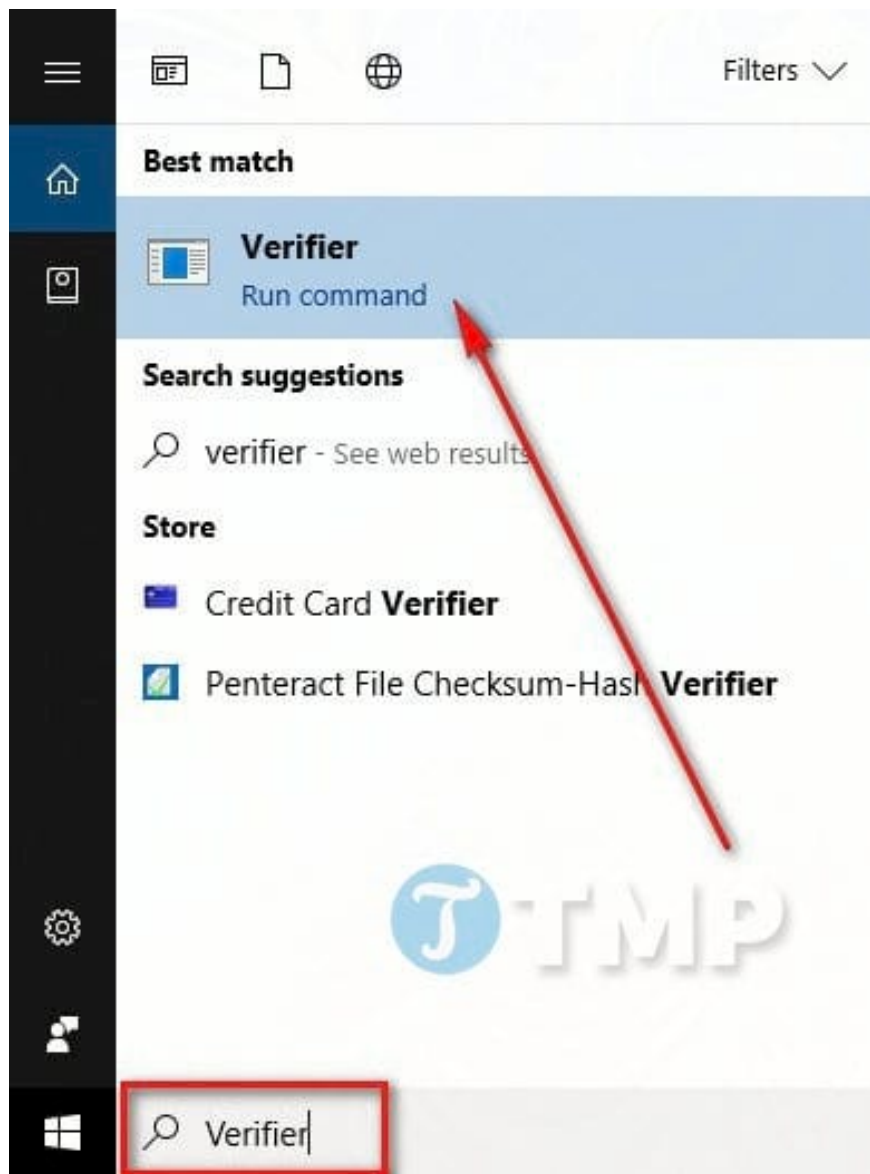 Filters
Best match
Verifier
Run command
Search suggestions
verifier - See web results
Store
Credit Card Verifier
Penteract File Checksum-Hash Verifier
T TMP
Verifier